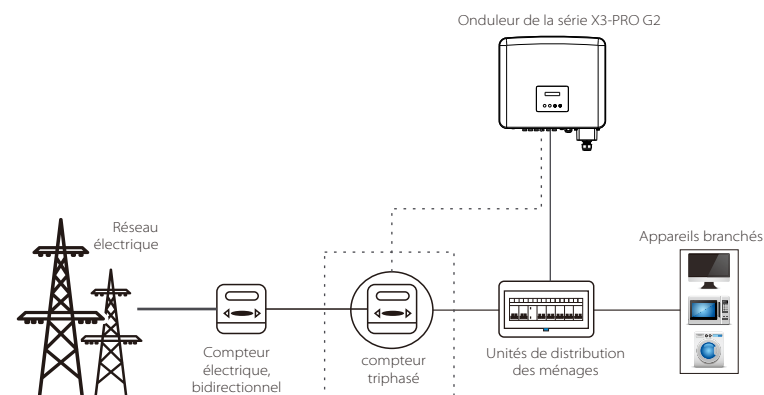 Onduleur de la série X3-PRO G2
Réseau
électrique
Appareils branchés
Compteur
électrique,
bidirectionnel
compteur
triphasé
Unités de distribution
des ménages